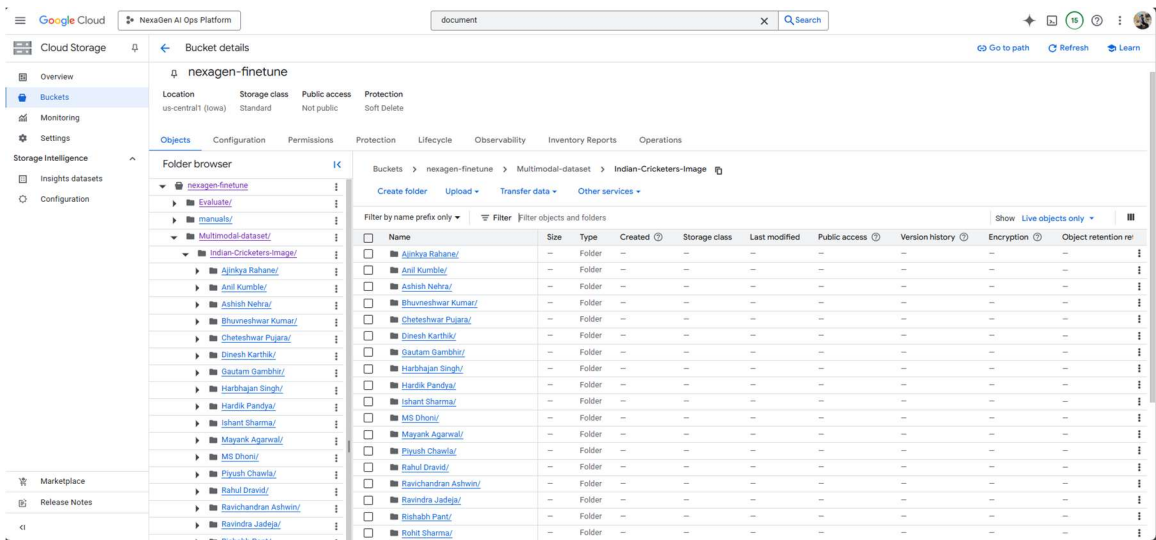 Google Cloud
NexaGen AI Ops Platform
document
Search
15
Cloud Storage
Bucket details
Go to path
Refresh
Learn
Overview
Buckets
Monitoring
Settings
Storage Intelligence
Insights datasets
Configuration
Marketplace
Release Notes
nexagen-finetune
Location Storage class Public access Protection
us-central1 (Iowa) Standard Not public Soft Delete
Objects Configuration Permissions Protection Lifecycle Observability Inventory Reports Operations
Folder browser
nexagen-finetune
Evaluate/
manuals/
Multimodal-dataset/
Indian-Cricketers-Image/
Ajinkya Rahane/
Anil Kumble/
Ashish Nehra/
Bhuvneshwar Kumar/
Cheteshwar Pujara/
Dinesh Karthik/
Gautam Gambhir/
Harbhajan Singh/
Hardik Pandya/
Ishant Sharma/
Mayank Agarwal/
MS Dhoni/
Piyush Chawla/
Rahul Dravid/
Ravichandran Ashwin/
Ravindra Jadeja/
Buckets > nexagen-finetune > Multimodal-dataset > Indian-Cricketers-Image
Create folder Upload Transfer data Other services
Filter by name prefix only Filter Filter objects and folders Show Live objects only
Name Size Type Created Storage class Last modified Public access Version history Encryption Object retention ret
Ajinkya Rahane/ – Folder – – – – – – –
Anil Kumble/ – Folder – – – – – – –
Ashish Nehra/ – Folder – – – – – – –
Bhuvneshwar Kumar/ – Folder – – – – – – –
Cheteshwar Pujara/ – Folder – – – – – – –
Dinesh Karthik/ – Folder – – – – – – –
Gautam Gambhir/ – Folder – – – – – – –
Harbhajan Singh/ – Folder – – – – – – –
Hardik Pandya/ – Folder – – – – – – –
Ishant Sharma/ – Folder – – – – – – –
MS Dhoni/ – Folder – – – – – – –
Mayank Agarwal/ – Folder – – – – – – –
Piyush Chawla/ – Folder – – – – – – –
Rahul Dravid/ – Folder – – – – – – –
Ravichandran Ashwin/ – Folder – – – – – – –
Ravindra Jadeja/ – Folder – – – – – – –
Rishabh Pant/ – Folder – – – – – – –
Rohit Sharma/ – Folder – – – – – – –